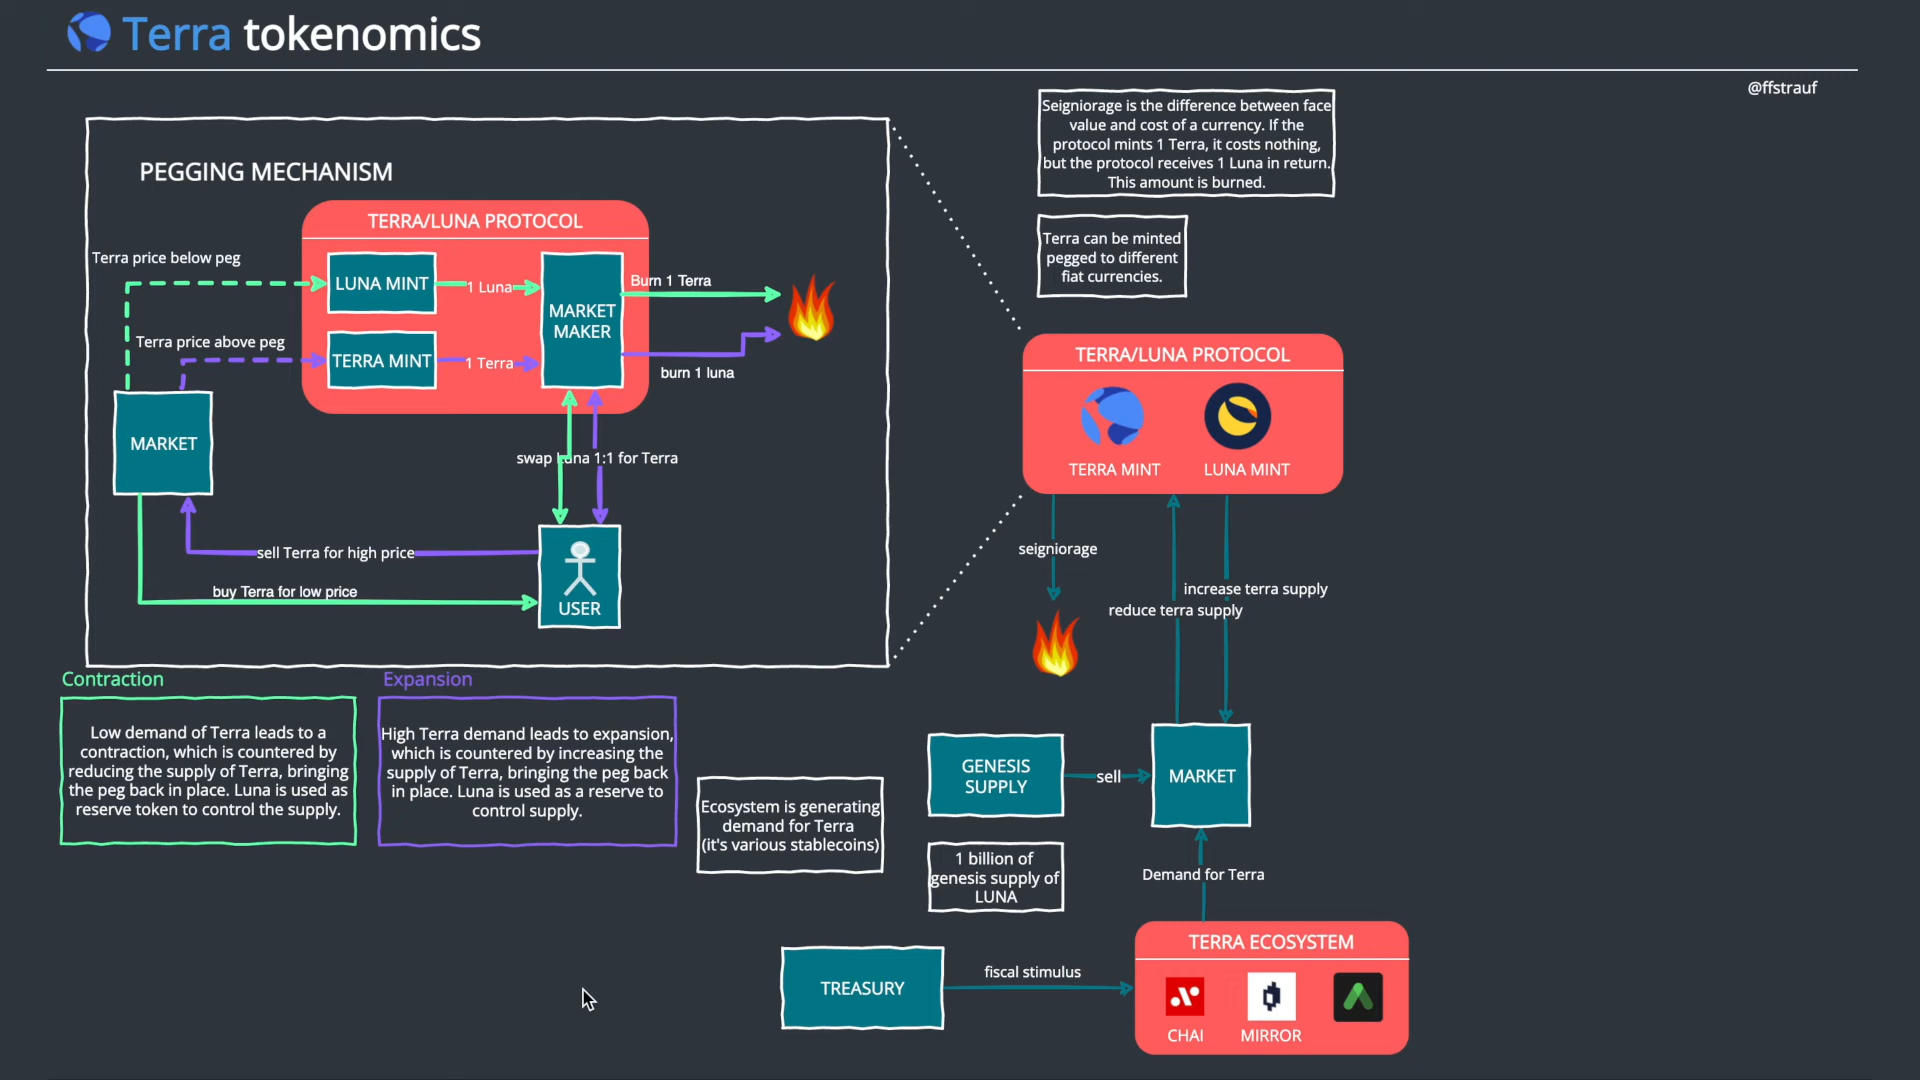 Terra tokenomics
@ffstrauf
Seigniorage is the difference between face
value and cost of a currency. If the
protocol mints 1 Terra, it costs nothing,
but the protocol receives 1 Luna in return.
This amount is burned.
Terra can be minted
pegged to different
fiat currencies.
PEGGING MECHANISM
TERRA/LUNA PROTOCOL
Terra price below peg
LUNA MINT
1 Luna
Burn 1 Terra
MARKET
MAKER
Terra price above peg
TERRA MINT
1 Terra
burn 1 luna
MARKET
swap Luna 1:1 for Terra
sell Terra for high price
buy Terra for low price
USER
TERRA/LUNA PROTOCOL
TERRA MINT
LUNA MINT
seigniorage
increase terra supply
reduce terra supply
Contraction
Low demand of Terra leads to a
contraction, which is countered by
reducing the supply of Terra, bringing
the peg back in place. Luna is used as
reserve token to control the supply.
Expansion
High Terra demand leads to expansion,
which is countered by increasing the
supply of Terra, bringing the peg back
in place. Luna is used as a reserve to
control supply.
Ecosystem is generating
demand for Terra
(it's various stablecoins)
GENESIS
SUPPLY
sell
MARKET
1 billion of
genesis supply of
LUNA
Demand for Terra
TREASURY
fiscal stimulus
TERRA ECOSYSTEM
CHAI
MIRROR